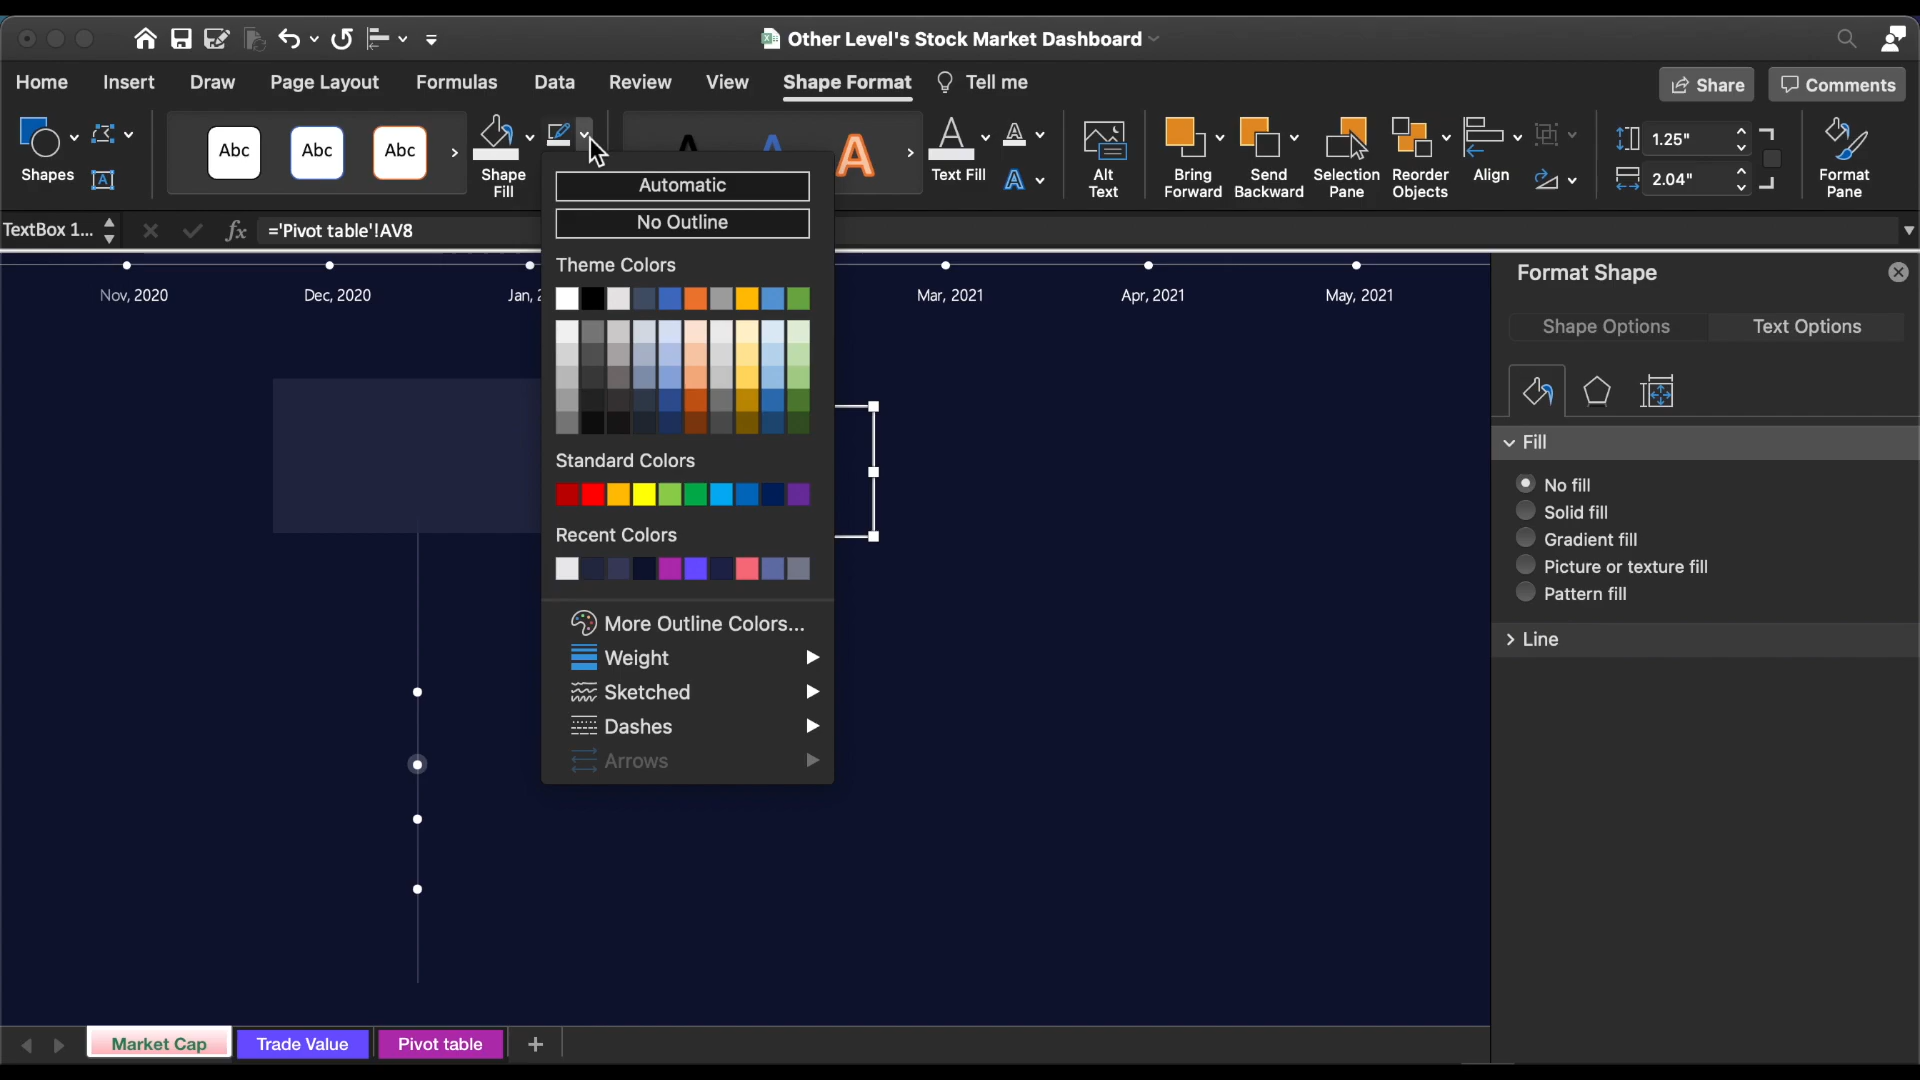 Other Level's Stock Market Dashboard
Home Insert Draw Page Layout Formulas Data Review View Shape Format Tell me Share Comments
Shapes Abc Abc Abc Shape Fill Text Fill Alt Text Bring Forward Send Backward Selection Pane Reorder Objects Align 1.25" 2.04" Format Pane
TextBox 1... fx ='Pivot table'!AV8
Automatic
No Outline
Theme Colors
Standard Colors
Recent Colors
More Outline Colors...
Weight
Sketched
Dashes
Arrows
Nov, 2020 Dec, 2020 Jan, Mar, 2021 Apr, 2021 May, 2021
Format Shape
Shape Options Text Options
Fill
No fill
Solid fill
Gradient fill
Picture or texture fill
Pattern fill
Line
Market Cap Trade Value Pivot table +